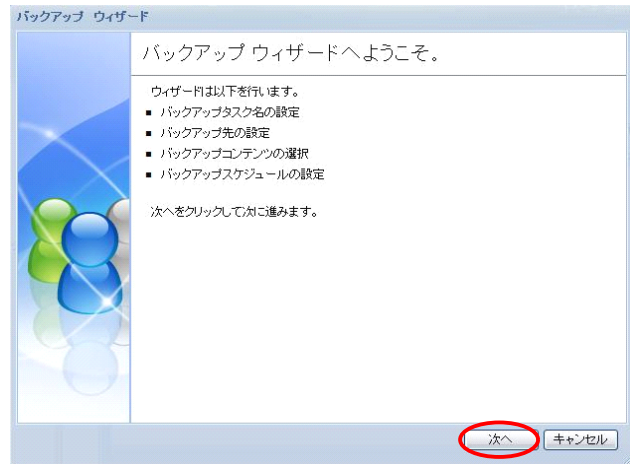 バックアップ ウィザード
バックアップ ウィザードへようこそ。
ウィザードは以下を行います。
■ バックアップタスク名の設定
■ バックアップ先の設定
■ バックアップコンテンツの選択
■ バックアップスケジュールの設定
次へをクリックして次に進みます。
次へ
キャンセル